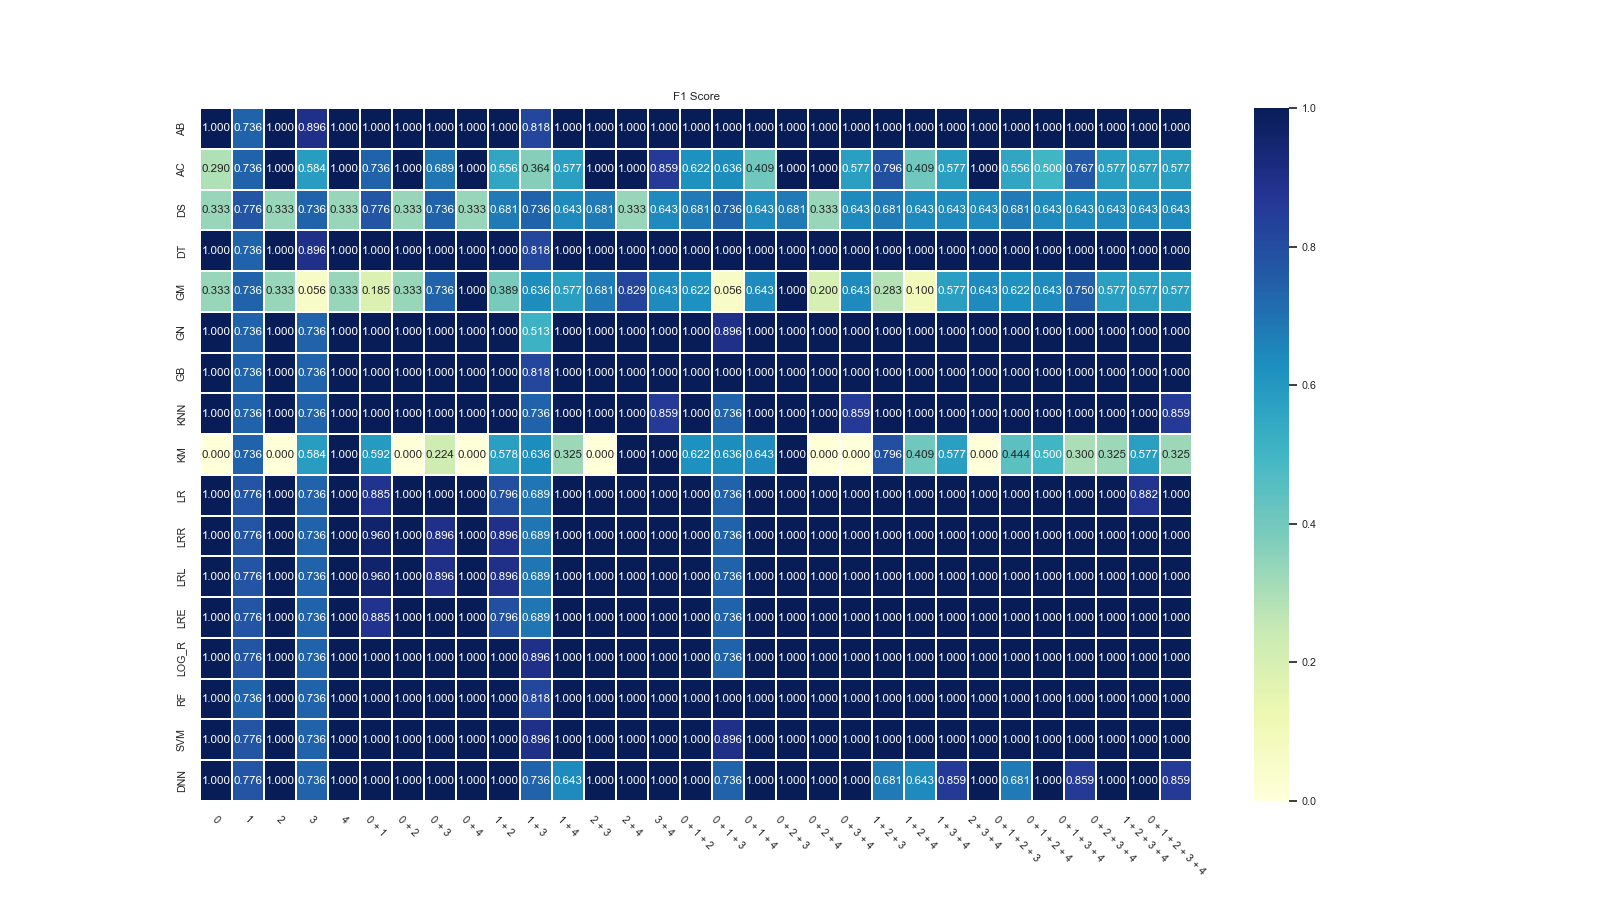 F1 Score
AB 1.000 0.736 1.000 0.896 1.000 1.000 1.000 1.000 1.000 1.000 0.818 1.000 1.000 1.000 1.000 1.000 1.000 1.000 1.000 1.000 1.000 1.000 1.000 1.000 1.000 1.000 1.000 1.000 1.000 1.000 1.000
AC 0.290 0.736 1.000 0.584 1.000 0.736 1.000 0.689 1.000 0.556 0.364 0.577 1.000 1.000 0.859 0.622 0.636 0.409 1.000 1.000 0.577 0.796 0.409 0.577 1.000 0.556 0.500 0.767 0.577 0.577 0.577
DS 0.333 0.776 0.333 0.736 0.333 0.776 0.333 0.736 0.333 0.681 0.736 0.643 0.681 0.333 0.643 0.681 0.736 0.643 0.681 0.333 0.643 0.681 0.643 0.643 0.643 0.681 0.643 0.643 0.643 0.643 0.643
DT 1.000 0.736 1.000 0.896 1.000 1.000 1.000 1.000 1.000 1.000 0.818 1.000 1.000 1.000 1.000 1.000 1.000 1.000 1.000 1.000 1.000 1.000 1.000 1.000 1.000 1.000 1.000 1.000 1.000 1.000 1.000
GM 0.333 0.736 0.333 0.056 0.333 0.185 0.333 0.736 1.000 0.389 0.636 0.577 0.681 0.829 0.643 0.622 0.056 0.643 1.000 0.200 0.643 0.283 0.100 0.577 0.643 0.622 0.643 0.750 0.577 0.577 0.577
GN 1.000 0.736 1.000 0.736 1.000 1.000 1.000 1.000 1.000 1.000 0.513 1.000 1.000 1.000 1.000 1.000 0.896 1.000 1.000 1.000 1.000 1.000 1.000 1.000 1.000 1.000 1.000 1.000 1.000 1.000 1.000
GB 1.000 0.736 1.000 0.736 1.000 1.000 1.000 1.000 1.000 1.000 0.818 1.000 1.000 1.000 1.000 1.000 1.000 1.000 1.000 1.000 1.000 1.000 1.000 1.000 1.000 1.000 1.000 1.000 1.000 1.000 1.000
KNN 1.000 0.736 1.000 0.736 1.000 1.000 1.000 1.000 1.000 1.000 0.736 1.000 1.000 1.000 0.859 1.000 0.736 1.000 1.000 1.000 0.859 1.000 1.000 1.000 1.000 1.000 1.000 1.000 1.000 1.000 0.859
KM 0.000 0.736 0.000 0.584 1.000 0.592 0.000 0.224 0.000 0.578 0.636 0.325 0.000 1.000 1.000 0.622 0.636 0.643 1.000 0.000 0.000 0.796 0.409 0.577 0.000 0.444 0.500 0.300 0.325 0.577 0.325
LR 1.000 0.776 1.000 0.736 1.000 0.885 1.000 1.000 1.000 0.796 0.689 1.000 1.000 1.000 1.000 1.000 0.736 1.000 1.000 1.000 1.000 1.000 1.000 1.000 1.000 1.000 1.000 1.000 1.000 0.882 1.000
LRR 1.000 0.776 1.000 0.736 1.000 0.960 1.000 0.896 1.000 0.896 0.689 1.000 1.000 1.000 1.000 1.000 0.736 1.000 1.000 1.000 1.000 1.000 1.000 1.000 1.000 1.000 1.000 1.000 1.000 1.000 1.000
LRL 1.000 0.776 1.000 0.736 1.000 0.960 1.000 0.896 1.000 0.896 0.689 1.000 1.000 1.000 1.000 1.000 0.736 1.000 1.000 1.000 1.000 1.000 1.000 1.000 1.000 1.000 1.000 1.000 1.000 1.000 1.000
LRE 1.000 0.776 1.000 0.736 1.000 0.885 1.000 1.000 1.000 0.796 0.689 1.000 1.000 1.000 1.000 1.000 0.736 1.000 1.000 1.000 1.000 1.000 1.000 1.000 1.000 1.000 1.000 1.000 1.000 1.000 1.000
LOG_R 1.000 0.776 1.000 0.736 1.000 1.000 1.000 1.000 1.000 1.000 0.896 1.000 1.000 1.000 1.000 1.000 0.736 1.000 1.000 1.000 1.000 1.000 1.000 1.000 1.000 1.000 1.000 1.000 1.000 1.000 1.000
RF 1.000 0.736 1.000 0.736 1.000 1.000 1.000 1.000 1.000 1.000 0.818 1.000 1.000 1.000 1.000 1.000 1.000 1.000 1.000 1.000 1.000 1.000 1.000 1.000 1.000 1.000 1.000 1.000 1.000 1.000 1.000
SVM 1.000 0.776 1.000 0.736 1.000 1.000 1.000 1.000 1.000 1.000 0.896 1.000 1.000 1.000 1.000 1.000 0.896 1.000 1.000 1.000 1.000 1.000 1.000 1.000 1.000 1.000 1.000 1.000 1.000 1.000 1.000
DNN 1.000 0.776 1.000 0.736 1.000 1.000 1.000 1.000 1.000 1.000 0.736 0.643 1.000 1.000 1.000 1.000 0.736 1.000 1.000 1.000 1.000 0.681 0.643 0.859 1.000 0.681 1.000 0.859 1.000 1.000 0.859
0
1
2
3
4
0 + 1
0 + 2
0 + 3
0 + 4
1 + 2
1 + 3
1 + 4
2 + 3
2 + 4
3 + 4
0 + 1 + 2
0 + 1 + 3
0 + 1 + 4
0 + 2 + 3
0 + 2 + 4
0 + 3 + 4
1 + 2 + 3
1 + 2 + 4
1 + 3 + 4
2 + 3 + 4
0 + 1 + 2 + 3
0 + 1 + 2 + 4
0 + 1 + 3 + 4
0 + 2 + 3 + 4
1 + 2 + 3 + 4
0 + 1 + 2 + 3 + 4
1.0
0.8
0.6
0.4
0.2
0.0